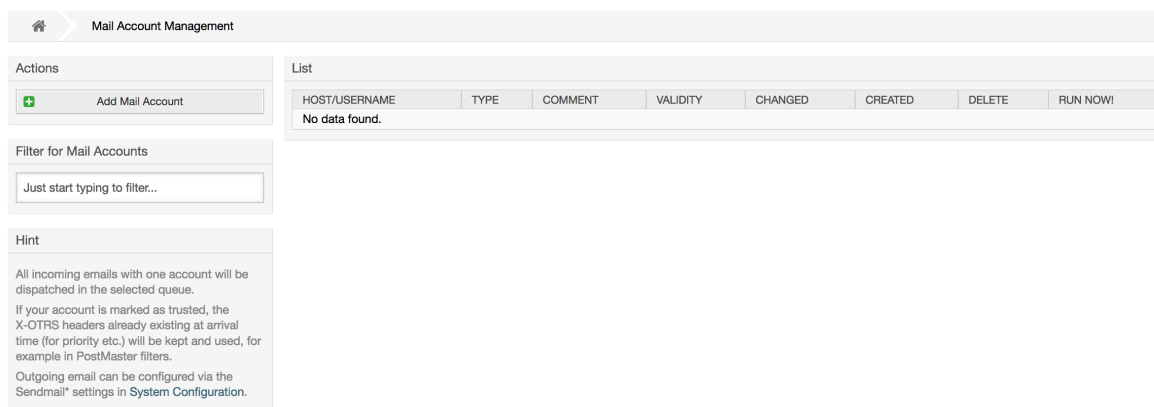 Mail Account Management
Actions
Add Mail Account
Filter for Mail Accounts
Just start typing to filter...
Hint
All incoming emails with one account will be
dispatched in the selected queue.
If your account is marked as trusted, the
X-OTRS headers already existing at arrival
time (for priority etc.) will be kept and used, for
example in PostMaster filters.
Outgoing email can be configured via the
Sendmail* settings in System Configuration.
List
HOST/USERNAME TYPE COMMENT VALIDITY CHANGED CREATED DELETE RUN NOW!
No data found.